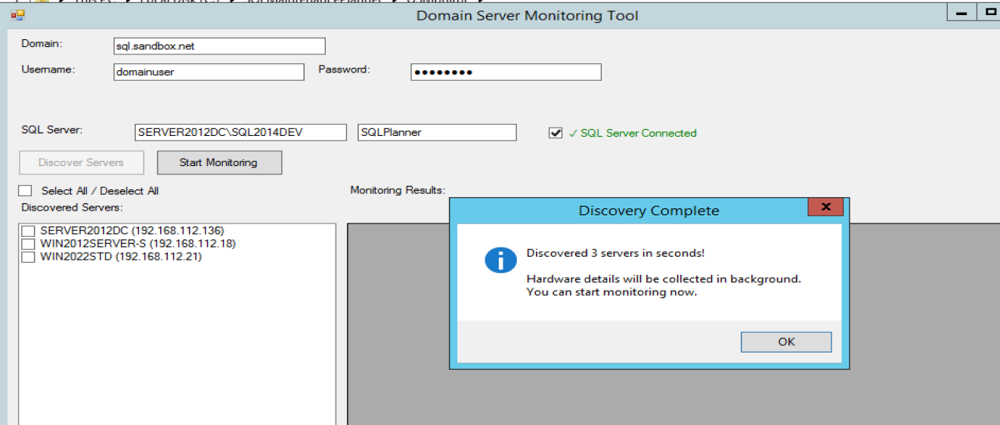 Domain Server Monitoring Tool
Domain:
sql.sandbox.net
Username:
domainuser
Password:
●●●●●●●●
SQL Server:
SERVER2012DC\SQL2014DEV
SQLPlanner
✓ SQL Server Connected
Discover Servers
Start Monitoring
Select All / Deselect All
Monitoring Results:
Discovered Servers:
SERVER2012DC (192.168.112.136)
WIN2012SERVER-S (192.168.112.18)
WIN2022STD (192.168.112.21)
Discovery Complete
x
Discovered 3 servers in seconds!
Hardware details will be collected in background.
You can start monitoring now.
OK